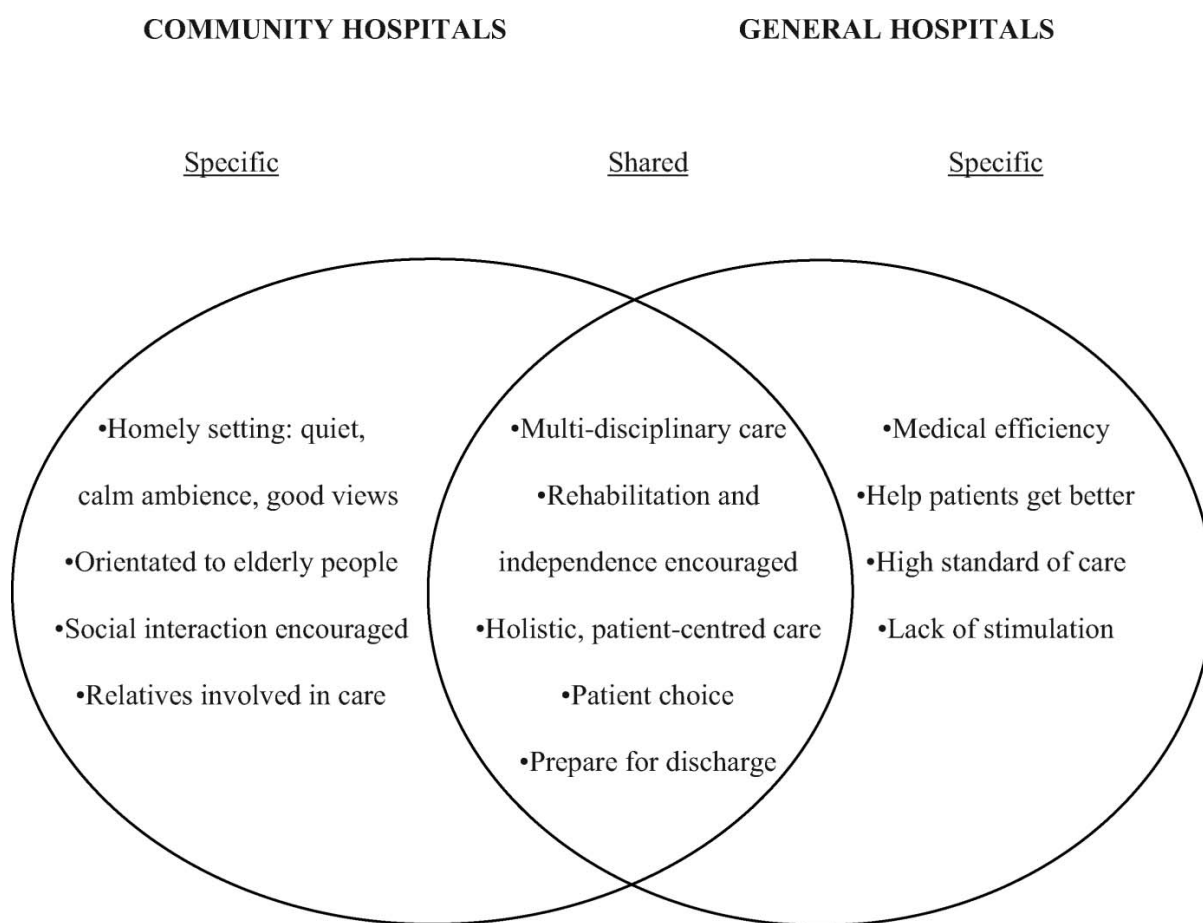 COMMUNITY HOSPITALS
GENERAL HOSPITALS
Specific
Shared
Specific
•Homely setting: quiet,
calm ambience, good views
•Orientated to elderly people
•Social interaction encouraged
•Relatives involved in care
•Multi-disciplinary care
•Rehabilitation and
independence encouraged
•Holistic, patient-centred care
•Patient choice
•Prepare for discharge
•Medical efficiency
•Help patients get better
•High standard of care
•Lack of stimulation